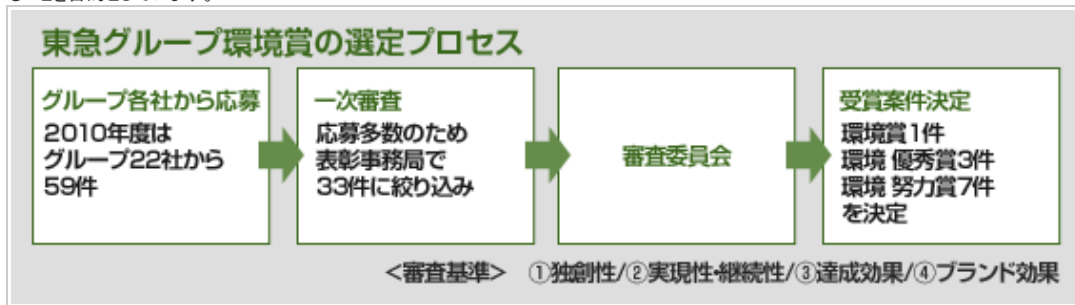 東急グループ環境賞の選定プロセス
グループ各社から応募
2010年度は
グループ22社から
59件
一次審査
応募多数のため
表彰事務局で
33件に絞り込み
審査委員会
受賞案件決定
環境賞1件
環境 優秀賞3件
環境 努力賞7件
を決定
<審査基準> ①独創性/②実現性・継続性/③達成効果/④ブランド効果